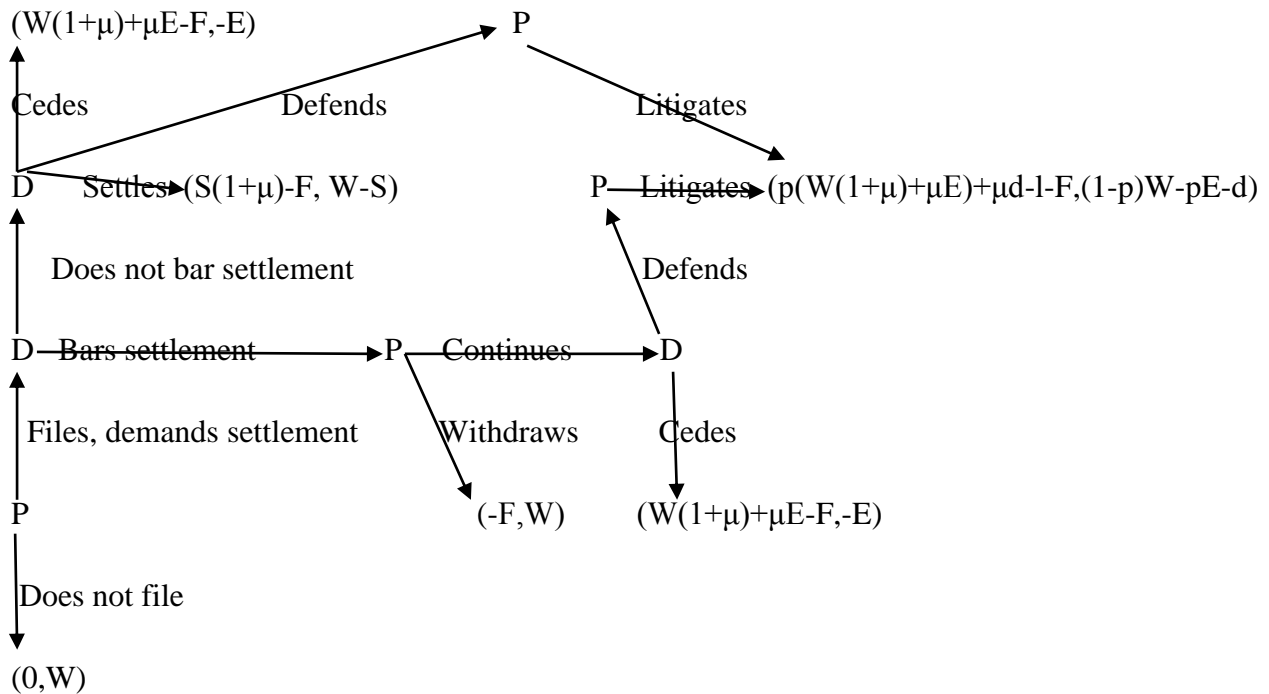 (W(1+μ)+μE-F,-E) P
Cedes Defends Litigates
D Settles (S(1+μ)-F, W-S) P Litigates (p(W(1+μ)+μE)+μd-l-F,(1-p)W-pE-d)
Does not bar settlement Defends
D Bars settlement P Continues D
Files, demands settlement Withdraws Cedes
P (-F,W) (W(1+μ)+μE-F,-E)
Does not file
(0,W)